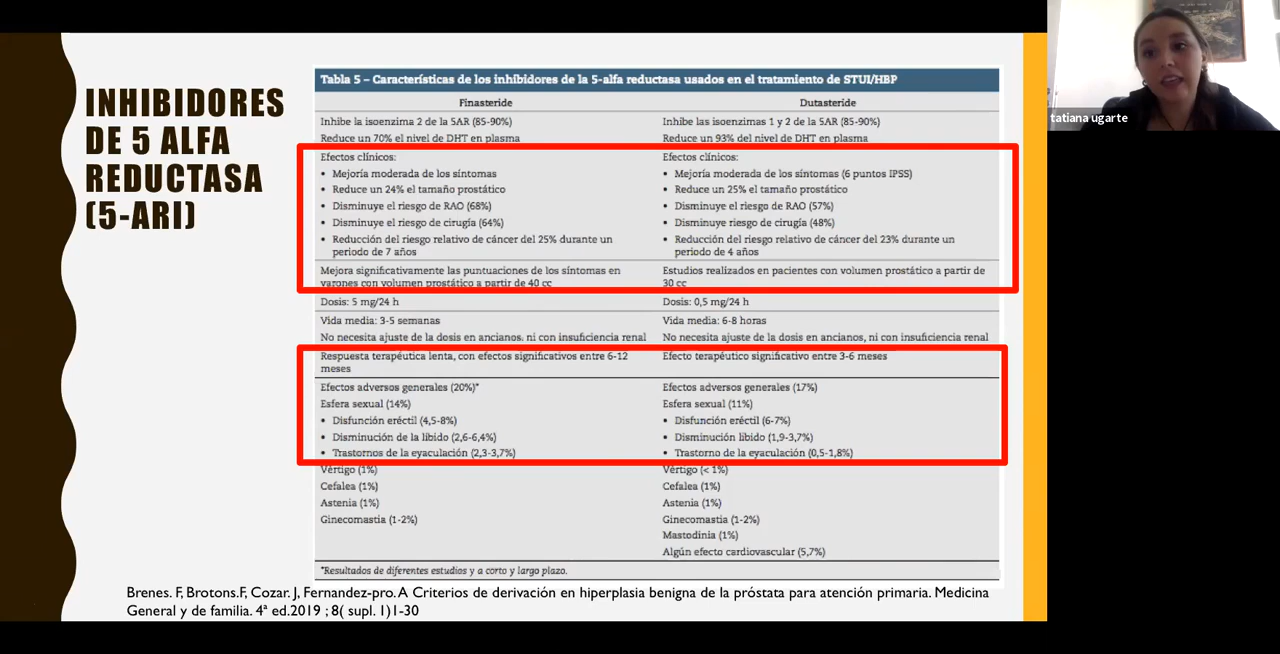 INHIBIDORES
DE 5 ALFA
REDUCTASA
(5-ARI)
Tabla 5 – Características de los inhibidores de la 5-alfa reductasa usados en el tratamiento de STUI/HBP
Finasteride Dutasteride
Inhibe la isoenzima 2 de la 5AR (85-90%) Inhibe las isoenzimas 1 y 2 de la 5AR (85-90%)
Reduce un 70% el nivel de DHT en plasma Reduce un 93% del nivel de DHT en plasma
Efectos clínicos: Efectos clínicos:
• Mejoría moderada de los síntomas • Mejoría moderada de los síntomas (6 puntos IPSS)
• Reduce un 24% el tamaño prostático • Reduce un 25% el tamaño prostático
• Disminuye el riesgo de RAO (68%) • Disminuye el riesgo de RAO (57%)
• Disminuye el riesgo de cirugía (64%) • Disminuye riesgo de cirugía (48%)
• Reducción del riesgo relativo de cáncer del 25% durante un • Reducción del riesgo relativo de cáncer del 23% durante un
periodo de 7 años periodo de 4 años
Mejora significativamente las puntuaciones de los síntomas en Estudios realizados en pacientes con volumen prostático a partir de
varones con volumen prostático a partir de 40 cc 30 cc
Dosis: 5 mg/24 h Dosis: 0,5 mg/24 h
Vida media: 3-5 semanas Vida media: 6-8 horas
No necesita ajuste de la dosis en ancianos, ni con insuficiencia renal No necesita ajuste de la dosis en ancianos, ni con insuficiencia renal
Respuesta terapéutica lenta, con efectos significativos entre 6-12 Efecto terapéutico significativo entre 3-6 meses
meses
Efectos adversos generales (20%)* Efectos adversos generales (17%)
Esfera sexual (14%) Esfera sexual (11%)
• Disfunción eréctil (4,5-8%) • Disfunción eréctil (6-7%)
• Disminución de la líbido (2,6-6,4%) • Disminución líbido (1,9-3,7%)
• Trastornos de la eyaculación (2,3-3,7%) • Trastorno de la eyaculación (0,5-1,8%)
Vértigo (1%) Vértigo (< 1%)
Cefalea (1%) Cefalea (1%)
Astenia (1%) Astenia (1%)
Ginecomastia (1-2%) Ginecomastia (1-2%)
Mastodinia (1%)
Algún efecto cardiovascular (5,7%)
*Resultados de diferentes estudios y a corto y largo plazo.
Brenes. F, Brotons.F, Cozar. J, Fernandez-pro. A Criterios de derivación en hiperplasia benigna de la próstata para atención primaria. Medicina
General y de familia. 4ª ed.2019 ; 8( supl. 1)1-30
tatiana ugarte